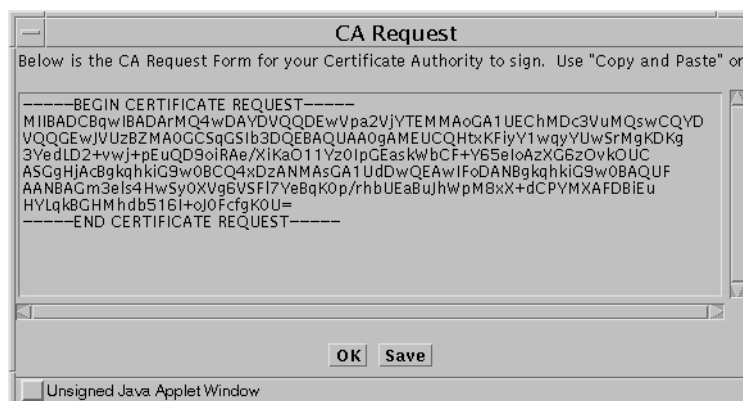 CA Request
Below is the CA Request Form for your Certificate Authority to sign. Use "Copy and Paste" or
-----BEGIN CERTIFICATE REQUEST-----
MIIBADCBqwIBADArMQ4wDAYDVQQDEwVpa2VjYTEMMAoGA1UEChMDc3VuMQswCQYD
VQQGEwJVUzBZMA0GCSqGSIb3DQEBAQUAA0gAMEUCQHtxKFiyY1wqyYUwSrMgKDKg
3YedLD2+vwj+pEuQD9oiRAe/XiKaO11Yz0IpGEaskWbCF+Y65eIoAzXG6zOvkOUC
ASGgHjAcBgkqhkiG9w0BCQ4xDzANMAsGA1UdDwQEAwIFoDANBgkqhkiG9w0BAQUF
AANBAGm3els4HwSy0XVg6VSFl7YeBqK0p/rhbUEaBuJhWpM8xX+dCPYMXAFDBiEu
HYLqkBGHMhdb516I+oJ0FcfgK0U=
-----END CERTIFICATE REQUEST-----
OK Save
Unsigned Java Applet Window